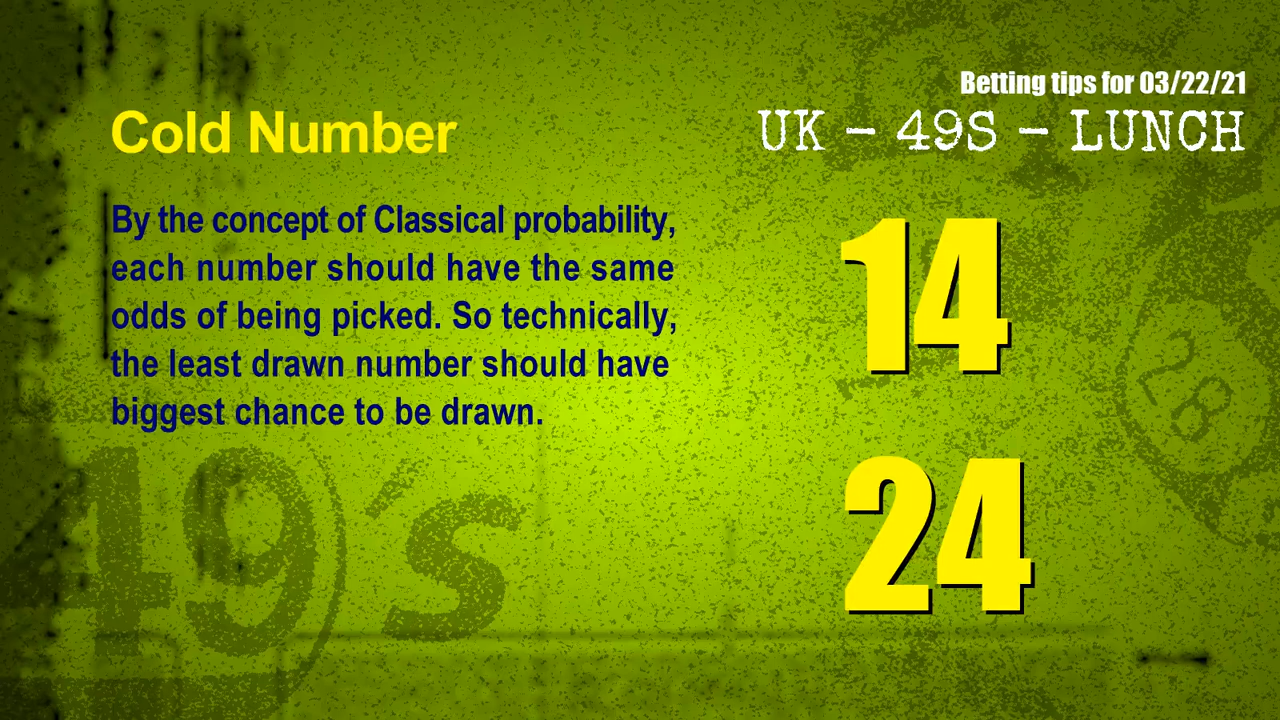 Betting tips for 03/22/21
UK - 49S - LUNCH
Cold Number
By the concept of Classical probability,
each number should have the same
odds of being picked. So technically,
the least drawn number should have
biggest chance to be drawn.
14
24
28
49's